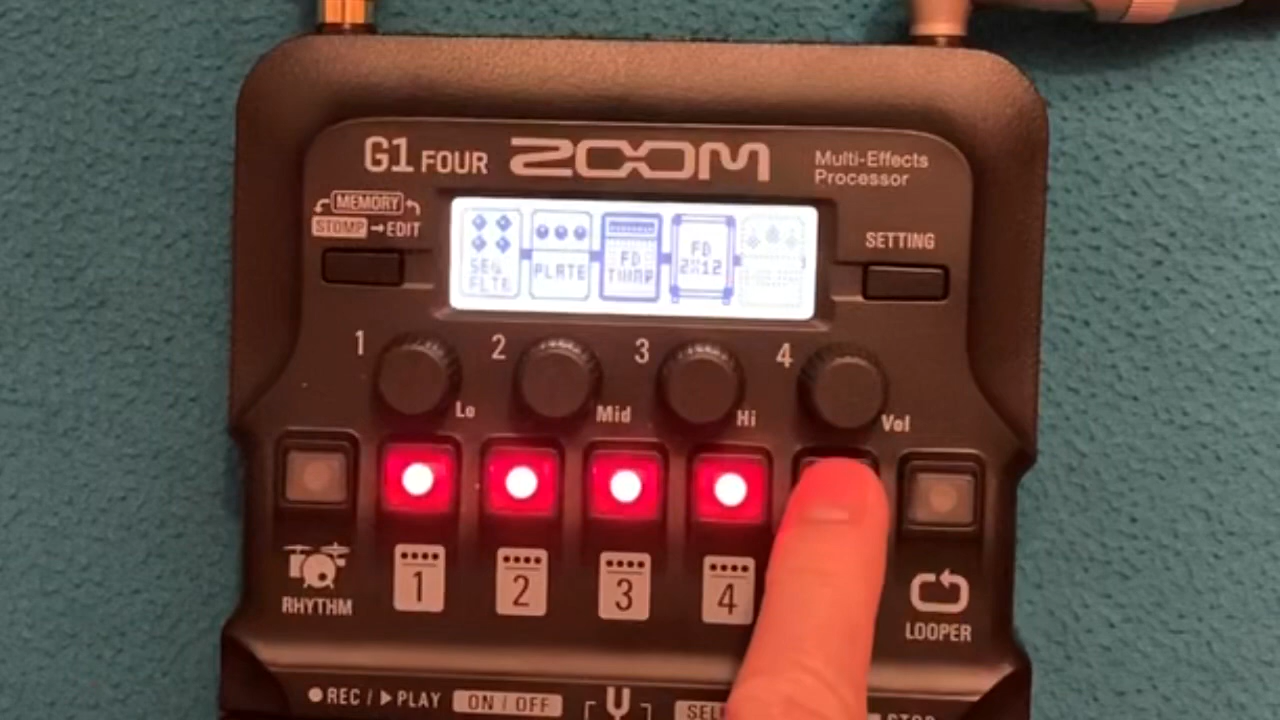 G1 FOUR ZOOM Multi-Effects
Processor
MEMORY
STOMP → EDIT
SETTING
SEQ
FLTR
PLATE
FD
TWNR
FD
2X12
1 2 3 4
Lo Mid Hi Vol
1 2 3 4
RHYTHM
LOOPER
●REC / ▶PLAY ON / OFF